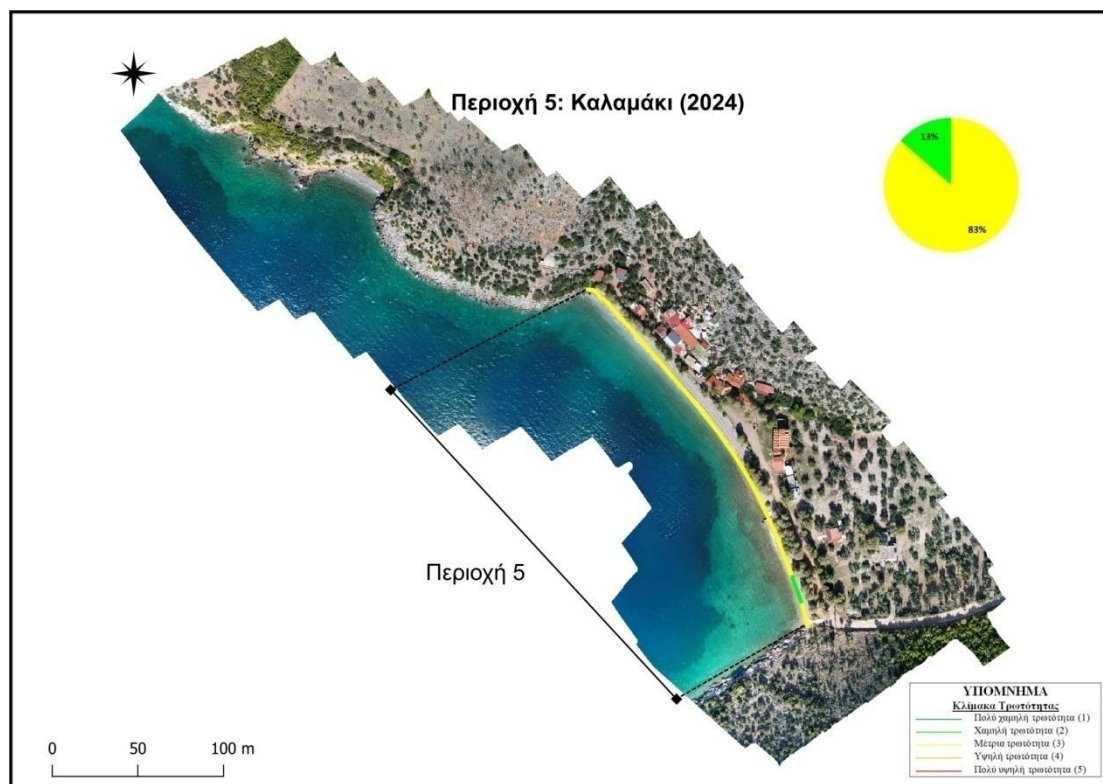 Περιοχή 5: Καλαμάκι (2024)
13%
83%
Περιοχή 5
0 50 100 m
ΥΠΟΜΝΗΜΑ
Κλίμακα Τρωτότητας
Πολύ χαμηλή τρωτότητα (1)
Χαμηλή τρωτότητα (2)
Μέτρια τρωτότητα (3)
Υψηλή τρωτότητα (4)
Πολύ υψηλή τρωτότητα (5)